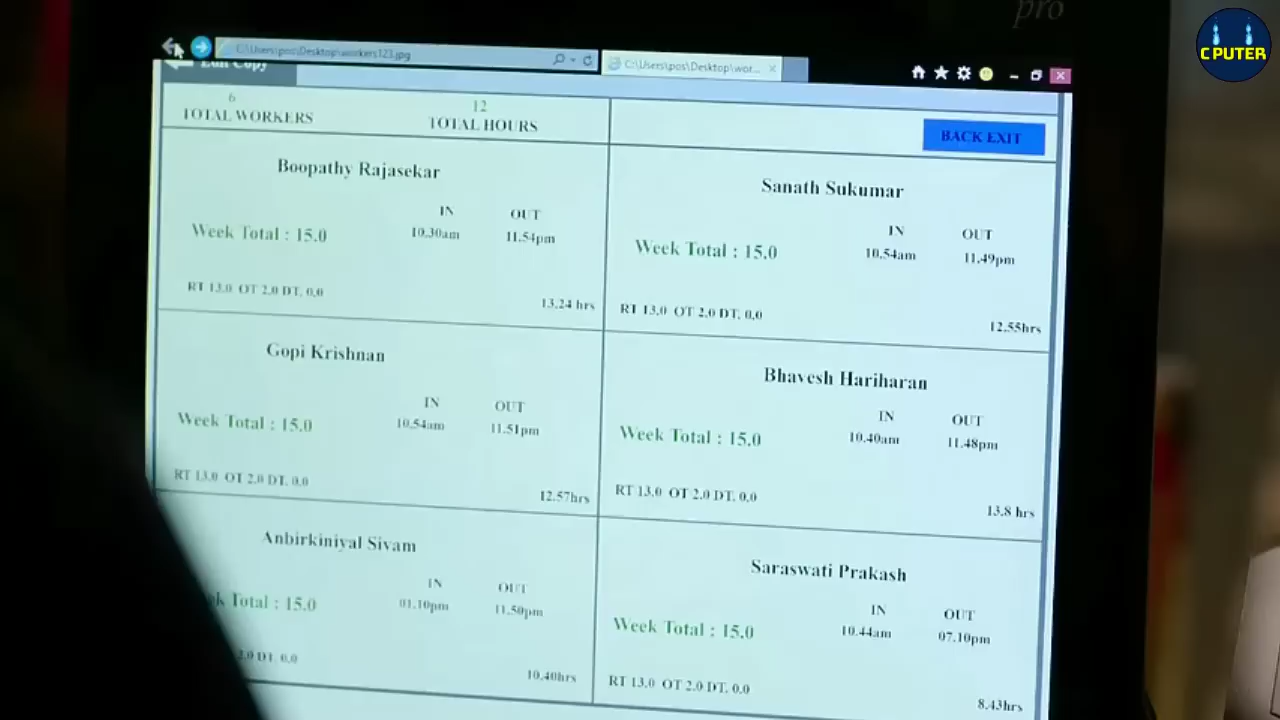 pro
C PUTER
C:\Users\pos\Desktop\workers123.jpg
C:\Users\pos\Desktop\wor...
Edit Copy
6
TOTAL WORKERS
12
TOTAL HOURS
BACK EXIT
Boopathy Rajasekar
IN OUT
Week Total : 15.0 10.30am 11.54pm
RT 13.0 OT 2.0 DT. 0.0
13.24 hrs
Sanath Sukumar
IN OUT
Week Total : 15.0 10.54am 11.49pm
RT 13.0 OT 2.0 DT. 0.0
12.55hrs
Gopi Krishnan
IN OUT
Week Total : 15.0 10.54am 11.51pm
RT 13.0 OT 2.0 DT. 0.0
12.57hrs
Bhavesh Hariharan
IN OUT
Week Total : 15.0 10.40am 11.48pm
RT 13.0 OT 2.0 DT. 0.0
13.8 hrs
Anbirkiniyal Sivam
IN OUT
ek Total : 15.0 01.10pm 11.50pm
2.0 DT. 0.0
10.40hrs
Saraswati Prakash
IN OUT
Week Total : 15.0 10.44am 07.10pm
RT 13.0 OT 2.0 DT. 0.0
8.43hrs